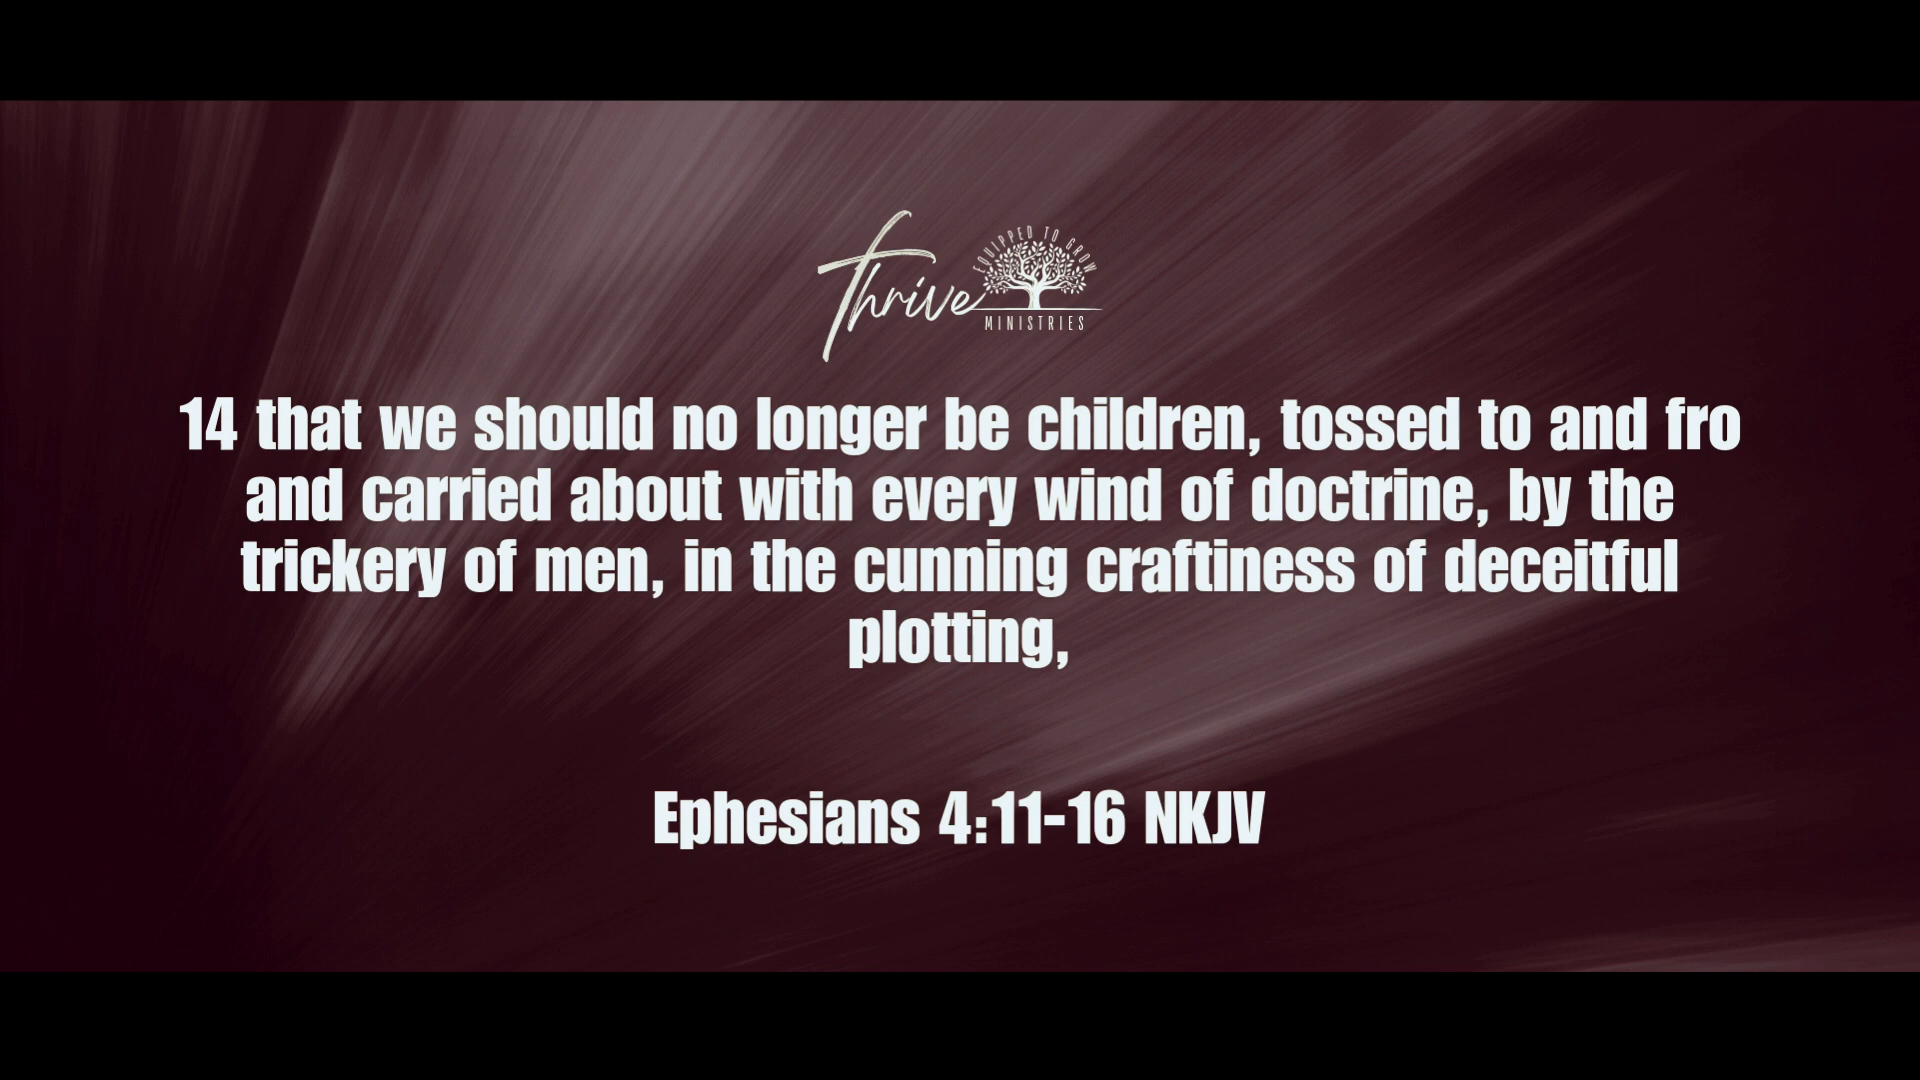 Thrive
EQUIPPED TO GROW
MINISTRIES
14 that we should no longer be children, tossed to and fro
and carried about with every wind of doctrine, by the
trickery of men, in the cunning craftiness of deceitful
plotting,
Ephesians 4:11-16 NKJV